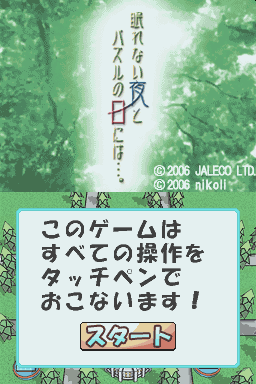 眠れない夜と
パズルの日には…。
©2006 JALECO LTD.
©2006 nikoli
このゲームは
すべての操作を
タッチペンで
おこないます!
スタート